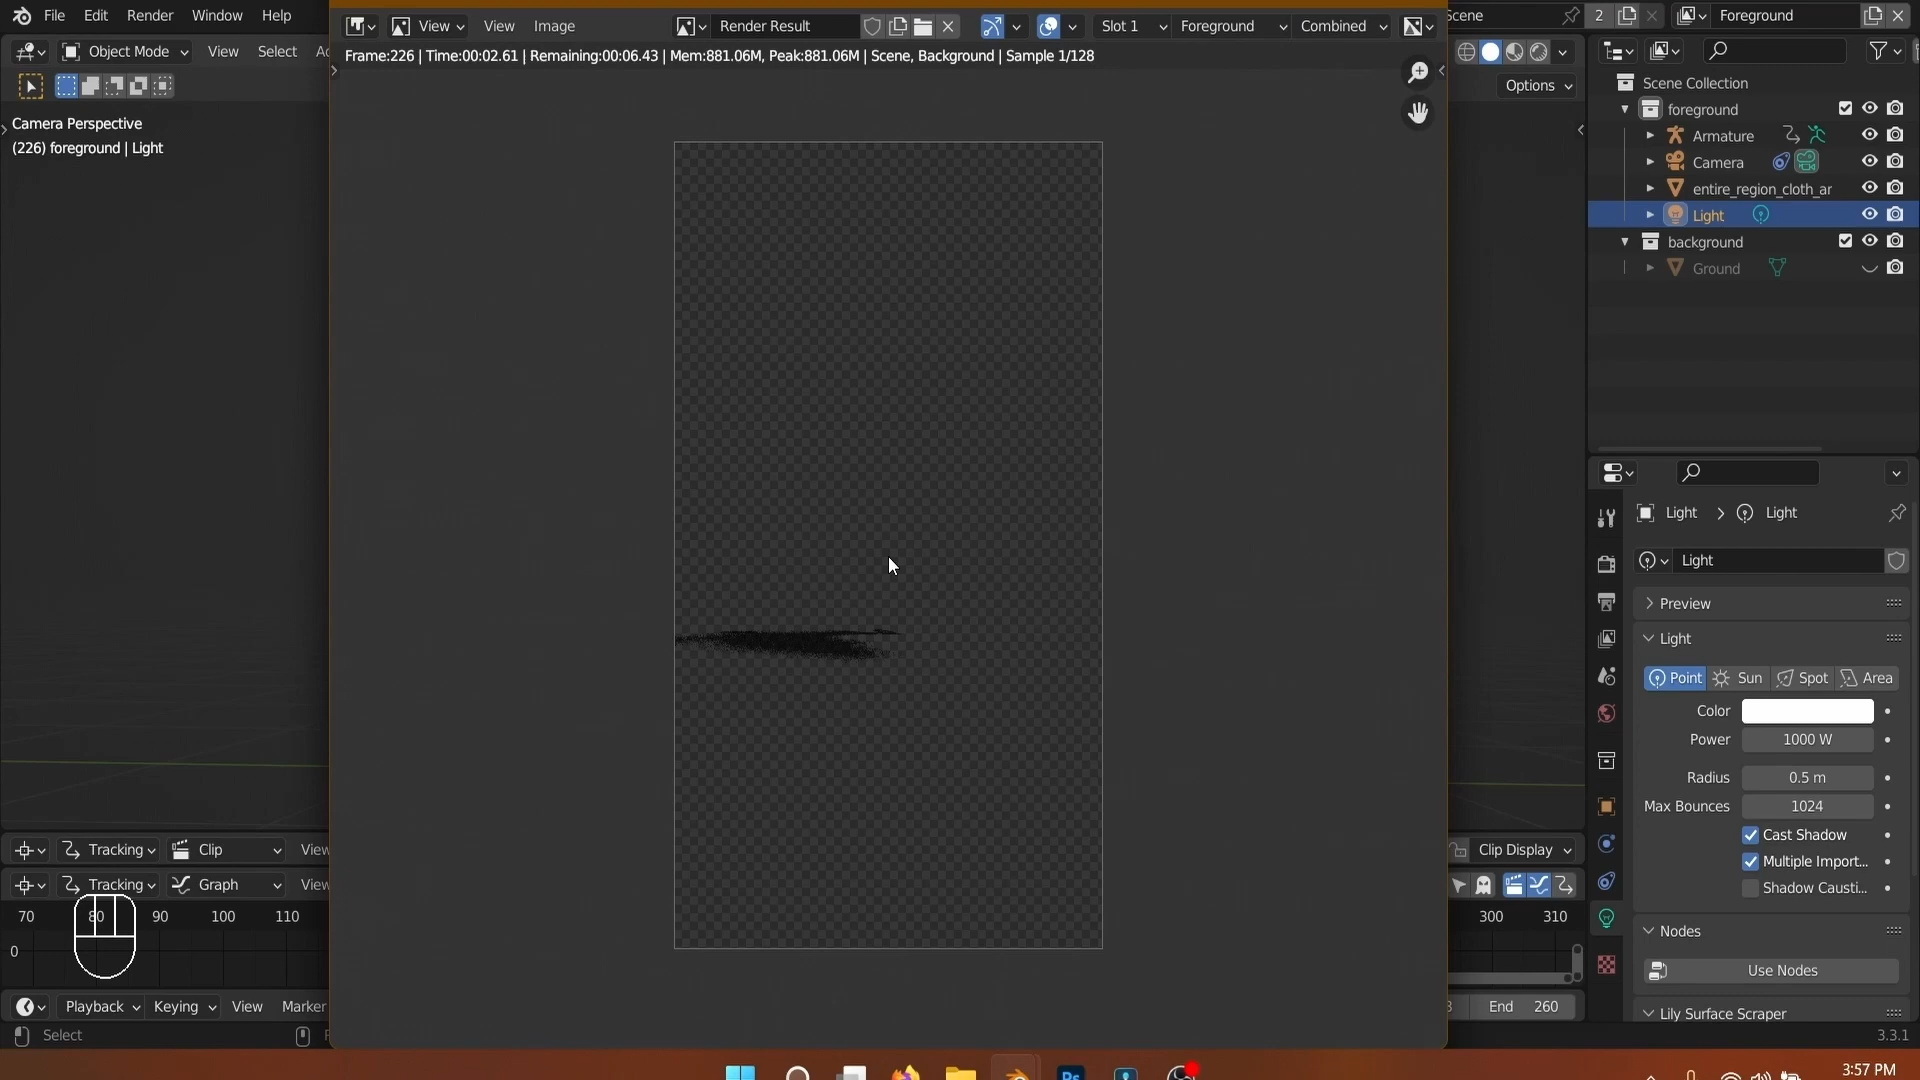 File Edit Render Window Help
View View Image Render Result Slot 1 Foreground Combined
Scene 2 Foreground
Object Mode View Select
Frame:226 | Time:00:02.61 | Remaining:00:06.43 | Mem:881.06M, Peak:881.06M | Scene, Background | Sample 1/128
Options
Camera Perspective
(226) foreground | Light
Scene Collection
foreground
Armature
Camera
entire_region_cloth_ar
Light
background
Ground
Light > Light
Light
Preview
Light
Point Sun Spot Area
Color
Power 1000 W
Radius 0.5 m
Max Bounces 1024
Cast Shadow
Multiple Import...
Shadow Causti...
Nodes
Use Nodes
Lily Surface Scraper
Tracking Clip View
Clip Display
Tracking Graph View
70 80 90 100 110 300 310
0
Playback Keying View Marker
End 260
Select
3.3.1
Ps
3:57 PM